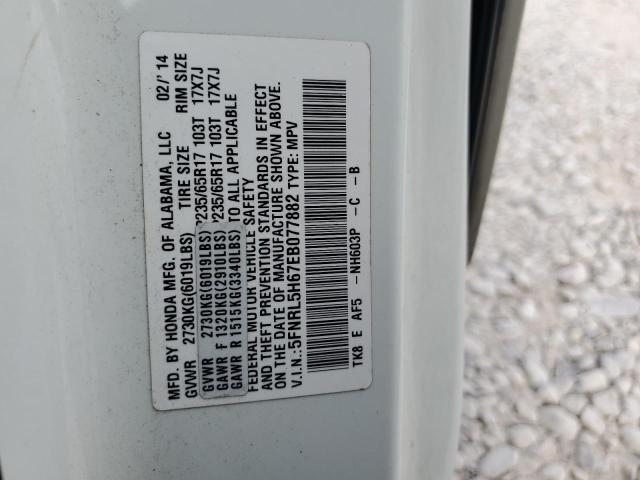 MFD. BY HONDA MFG. OF ALABAMA, LLC 02/'14
GVWR 2730KG(6019LBS) TIRE SIZE RIM SIZE
GVWR 2730KG(6019LBS) P235/65R17 103T 17X7J
GAWR F 1320KG(2910LBS) P235/65R17 103T 17X7J
GAWR R 1515KG(3340LBS) TO ALL APPLICABLE
FEDERAL MOTOR VEHICLE SAFETY
AND THEFT PREVENTION STANDARDS IN EFFECT
ON THE DATE OF MANUFACTURE SHOWN ABOVE.
V.I.N.:5FNRL5H67EB077882 TYPE: MPV
TK8 E AF5 - NH603P - C - B